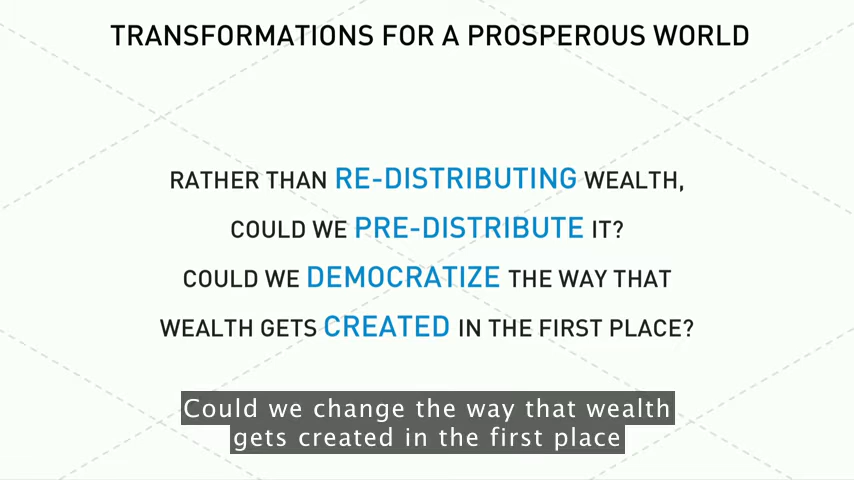 TRANSFORMATIONS FOR A PROSPEROUS WORLD
RATHER THAN RE-DISTRIBUTING WEALTH,
COULD WE PRE-DISTRIBUTE IT?
COULD WE DEMOCRATIZE THE WAY THAT
WEALTH GETS CREATED IN THE FIRST PLACE?
Could we change the way that wealth
gets created in the first place